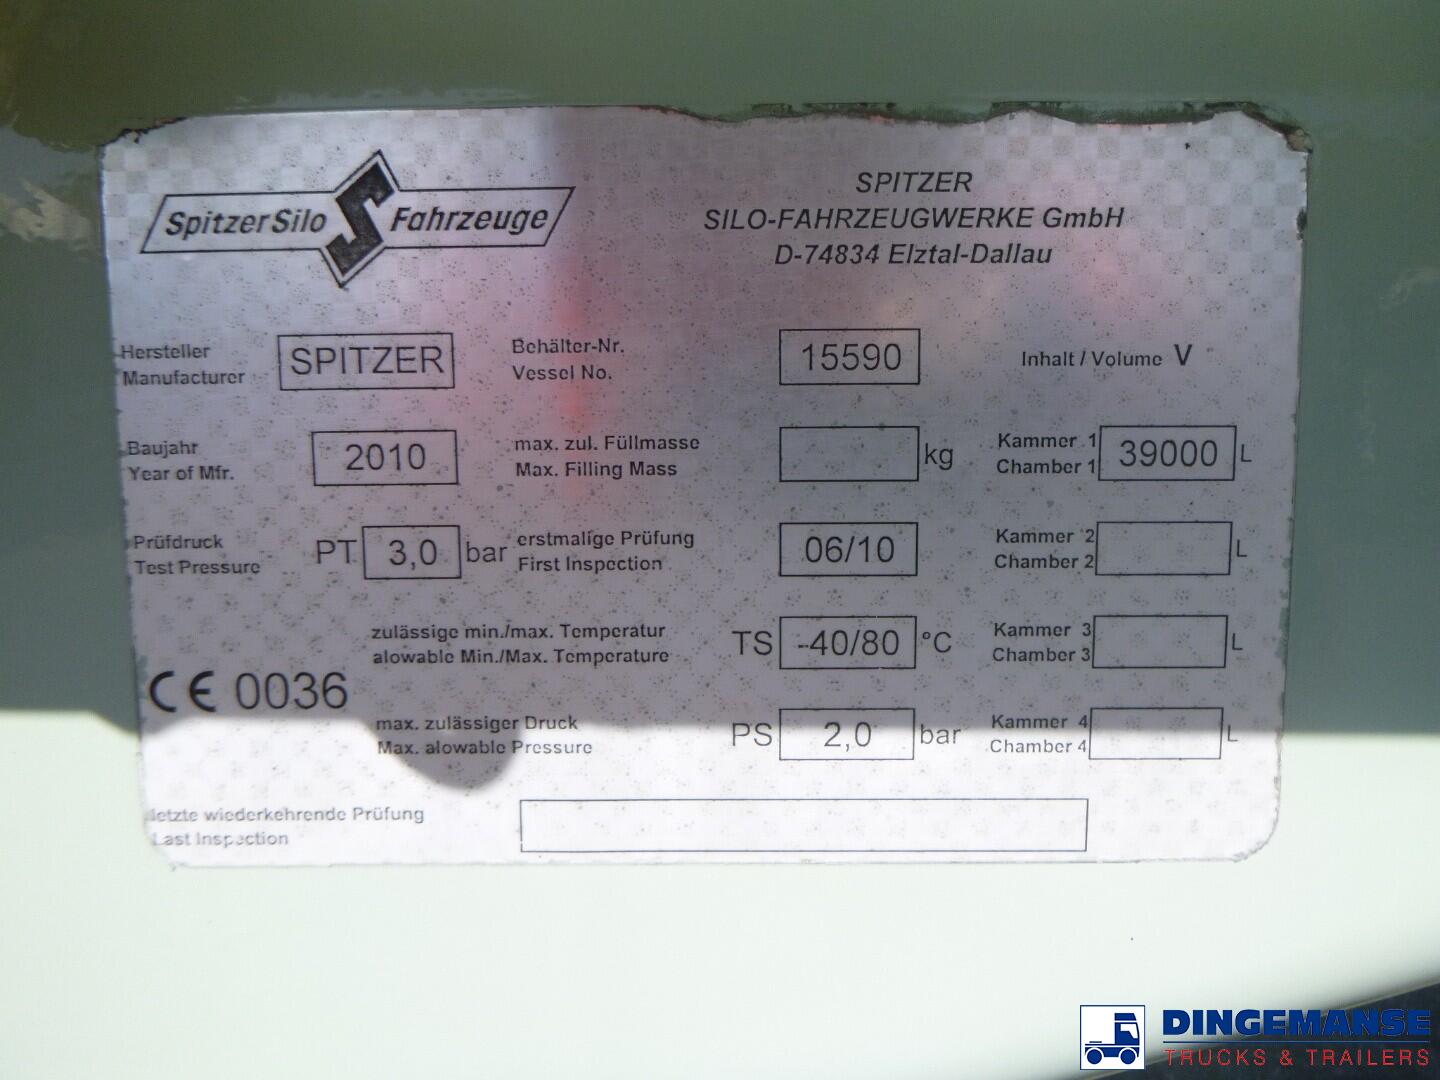 SpitzerSilo S Fahrzeuge
SPITZER
SILO-FAHRZEUGWERKE GmbH
D-74834 Elztal-Dallau
Hersteller
Manufacturer
SPITZER
Behälter-Nr.
Vessel No.
15590
Inhalt / Volume V
Baujahr
Year of Mfr.
2010
max. zul. Füllmasse
Max. Filling Mass
kg
Kammer 1
Chamber 1
39000 L
Prüfdruck
Test Pressure
PT 3,0 bar
erstmalige Prüfung
First Inspection
06/10
Kammer 2
Chamber 2
L
zulässige min./max. Temperatur
alowable Min./Max. Temperature
TS -40/80 °C
Kammer 3
Chamber 3
L
CE 0036
max. zulässiger Druck
Max. alowable Pressure
PS 2,0 bar
Kammer 4
Chamber 4
L
letzte wiederkehrende Prüfung
Last Inspection
DINGEMANSE
TRUCKS & TRAILERS